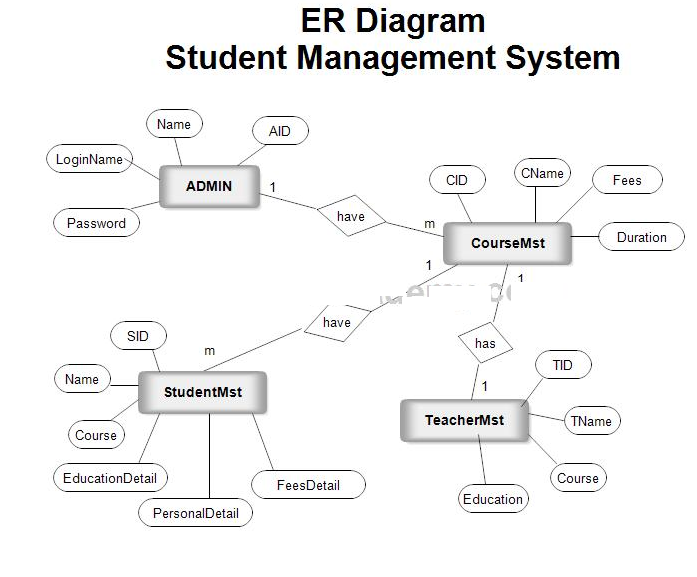 ER Diagram
Student Management System
Name
AID
LoginName
ADMIN
1
Password
have
m
CID
CName
Fees
CourseMst
Duration
1
1
have
has
m
SID
Name
StudentMst
Course
EducationDetail
PersonalDetail
FeesDetail
1
TID
TeacherMst
TName
Course
Education